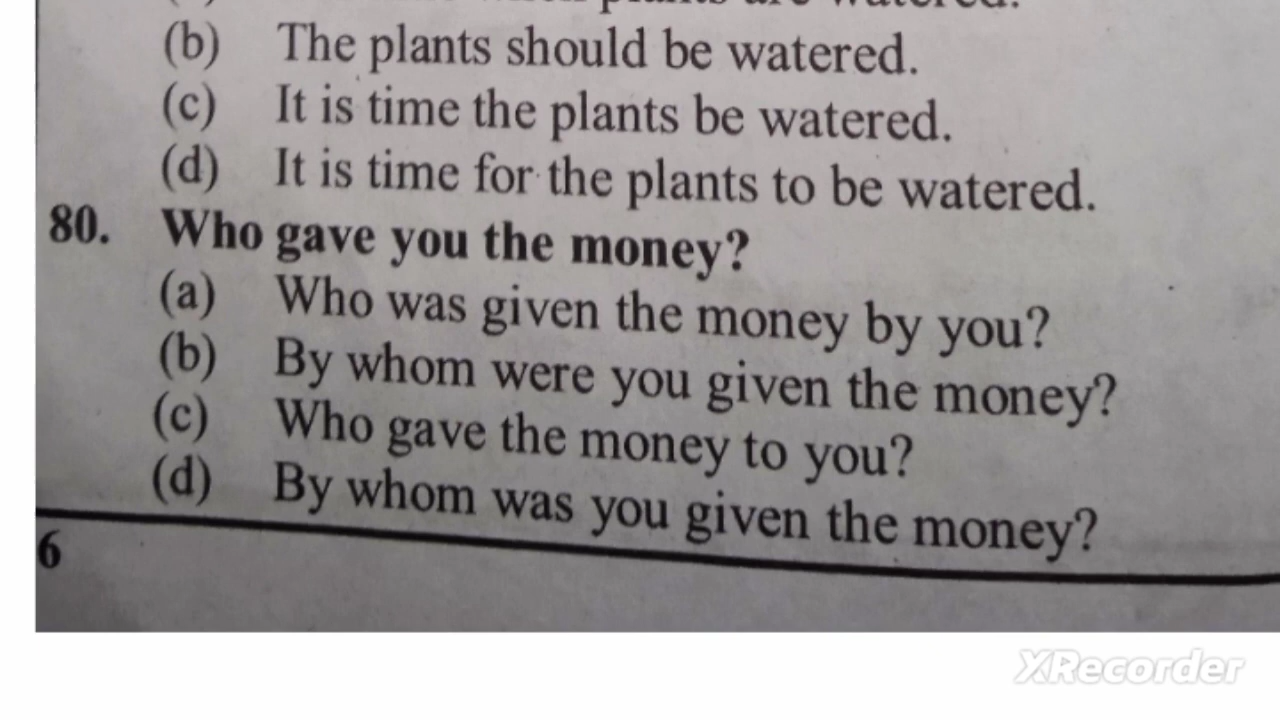 (b) The plants should be watered.
(c) It is time the plants be watered.
(d) It is time for the plants to be watered.
80. Who gave you the money?
(a) Who was given the money by you?
(b) By whom were you given the money?
(c) Who gave the money to you?
(d) By whom was you given the money?
6
XRecorder